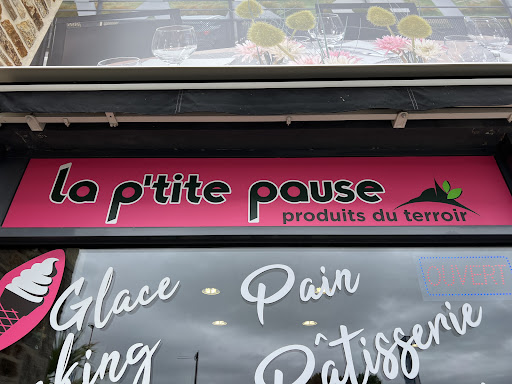 la p'tite pause
produits du terroir
OUVERT
Glace
Pain
Pâtisserie
king